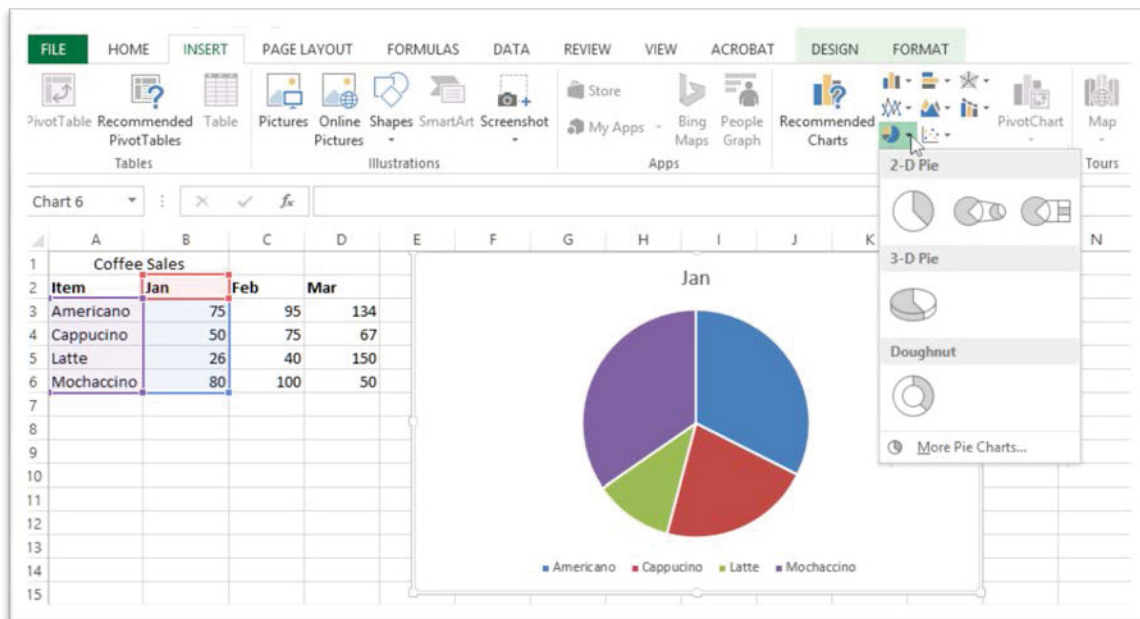 FILE HOME INSERT PAGE LAYOUT FORMULAS DATA REVIEW VIEW ACROBAT DESIGN FORMAT
PivotTable Recommended PivotTables Table
Tables
Pictures Online Pictures Shapes SmartArt Screenshot
Illustrations
Store
My Apps
Bing Maps People Graph
Apps
Recommended Charts
PivotChart
Map
Tours
Chart 6 fx
A B C D E F G H I J K N
1 Coffee Sales
2 Item Jan Feb Mar
3 Americano 75 95 134
4 Cappucino 50 75 67
5 Latte 26 40 150
6 Mochaccino 80 100 50
7
8
9
10
11
12
13
14
15
Jan
Americano Cappucino Latte Mochaccino
2-D Pie
3-D Pie
Doughnut
More Pie Charts...